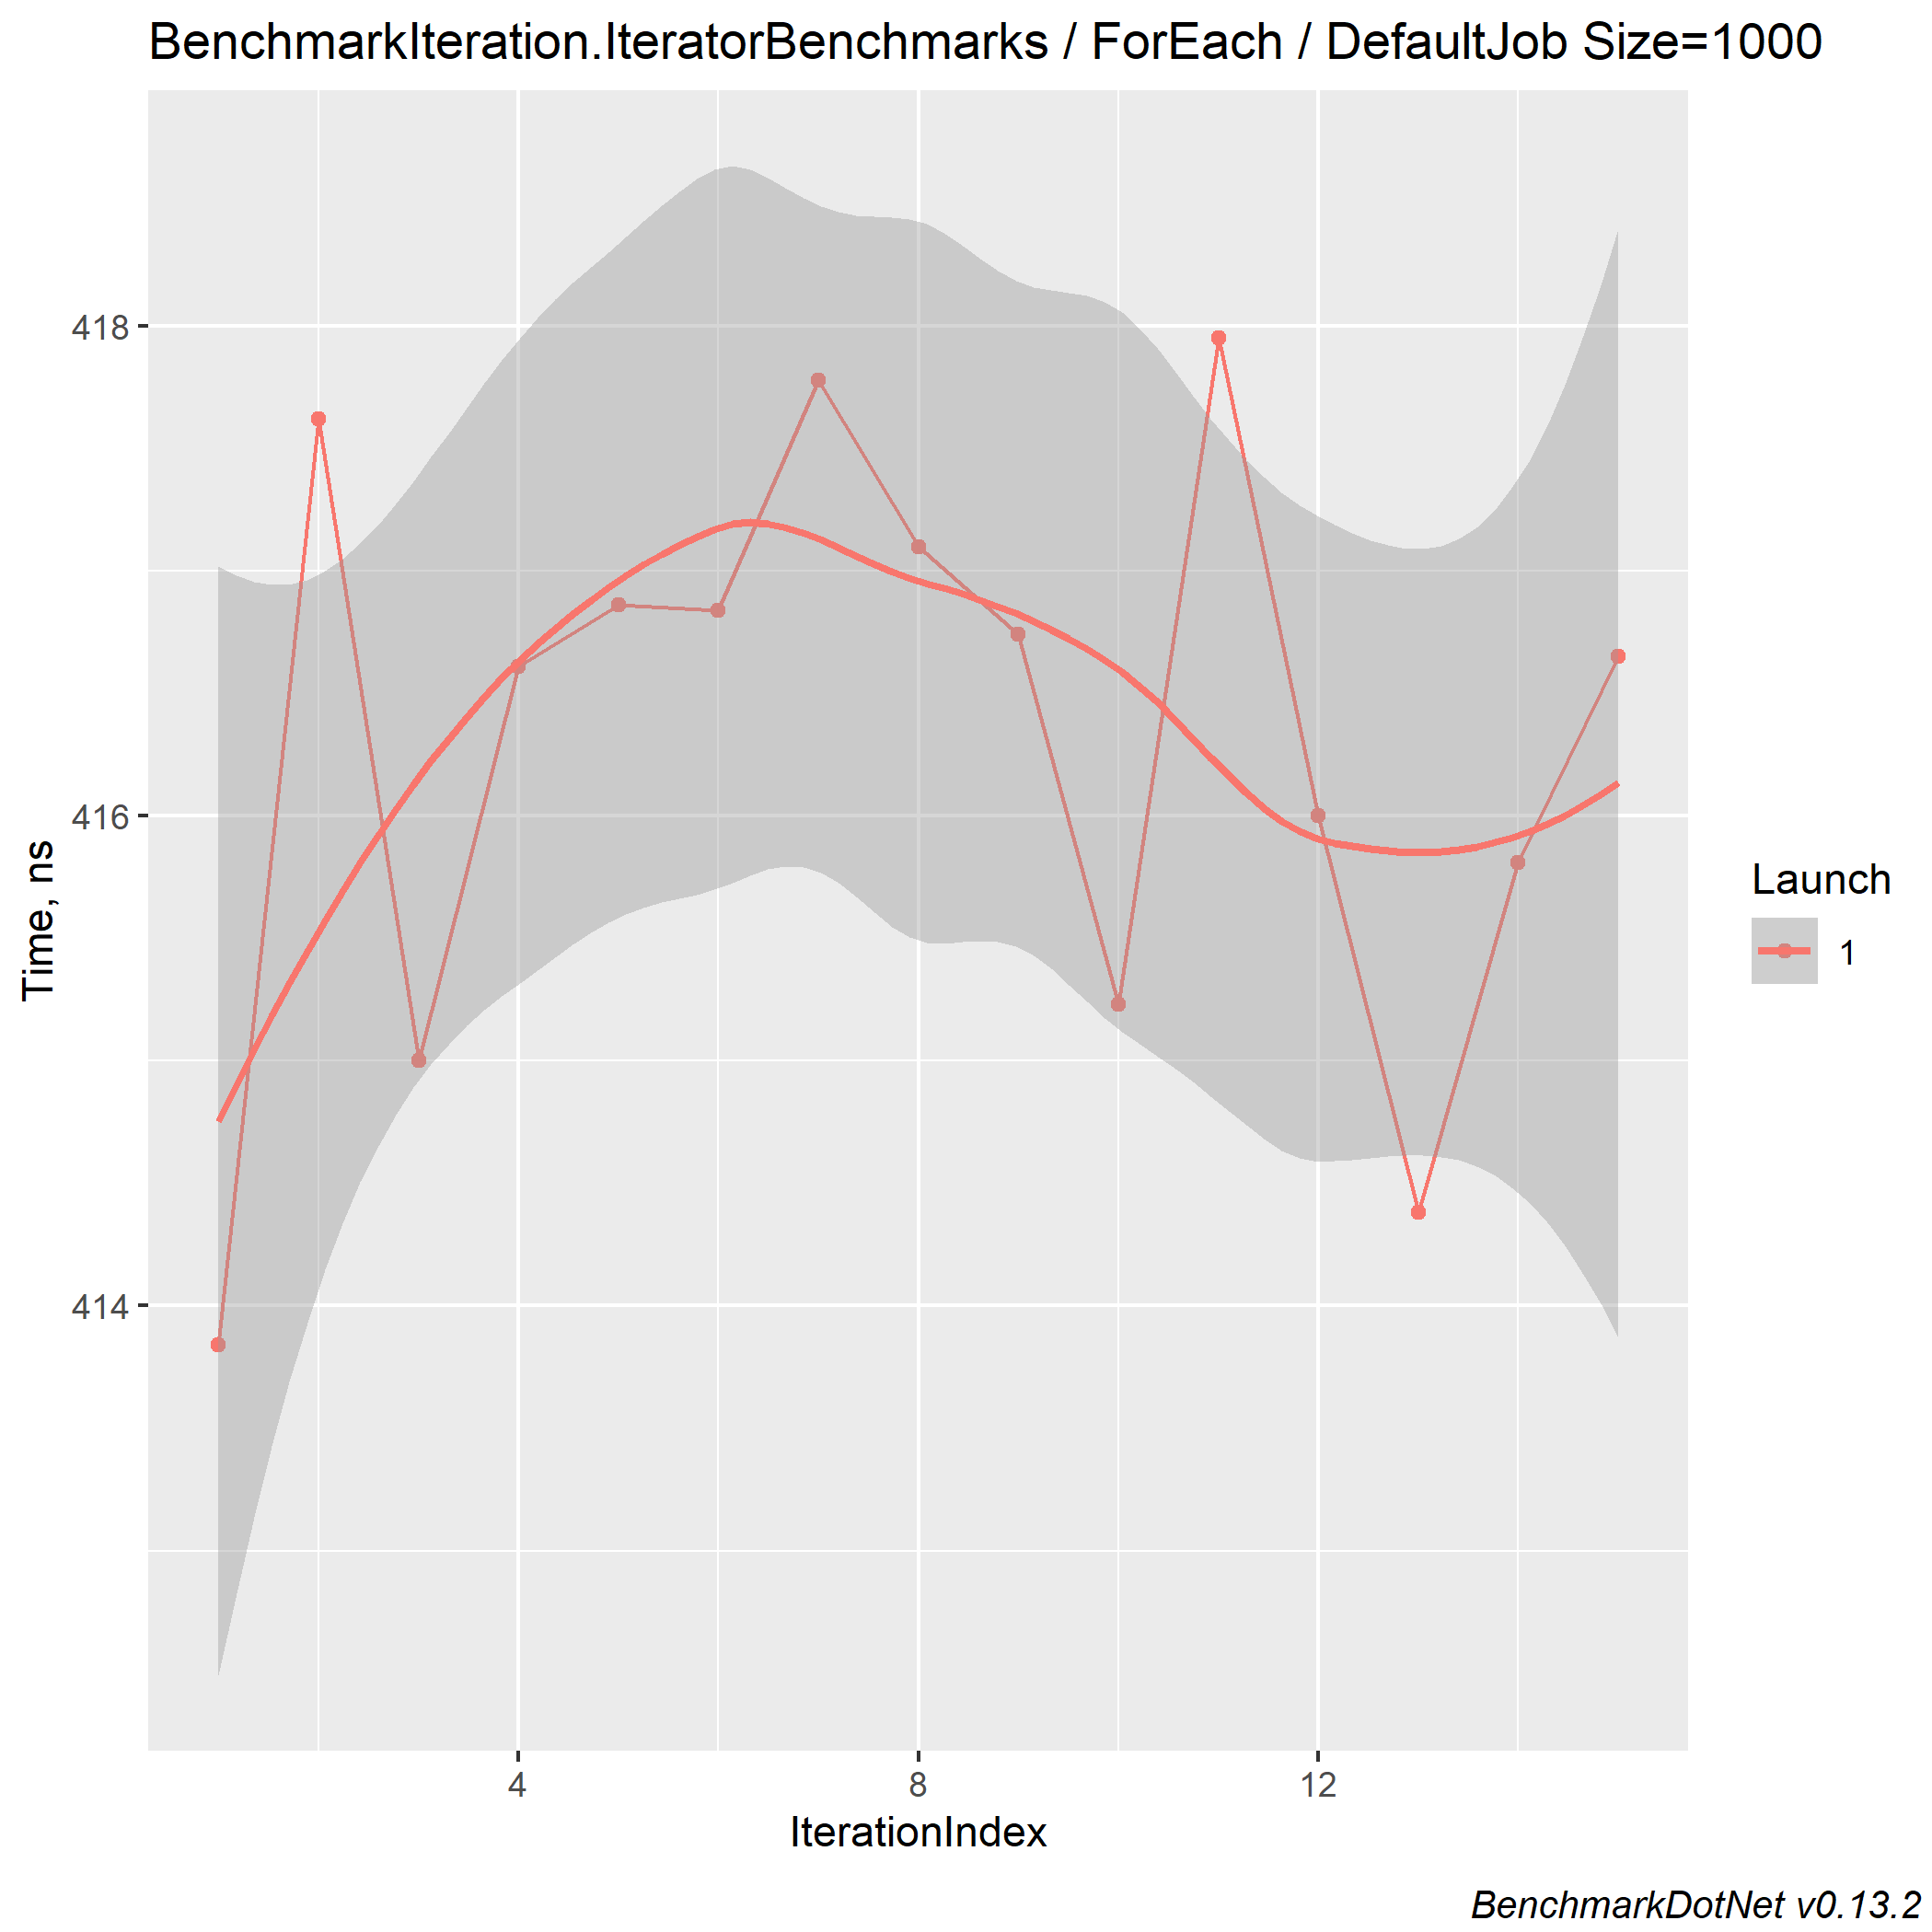 BenchmarkIteration.IteratorBenchmarks / ForEach / DefaultJob Size=1000
418
416
414
Time, ns
4 8 12
IterationIndex
Launch
1
BenchmarkDotNet v0.13.2